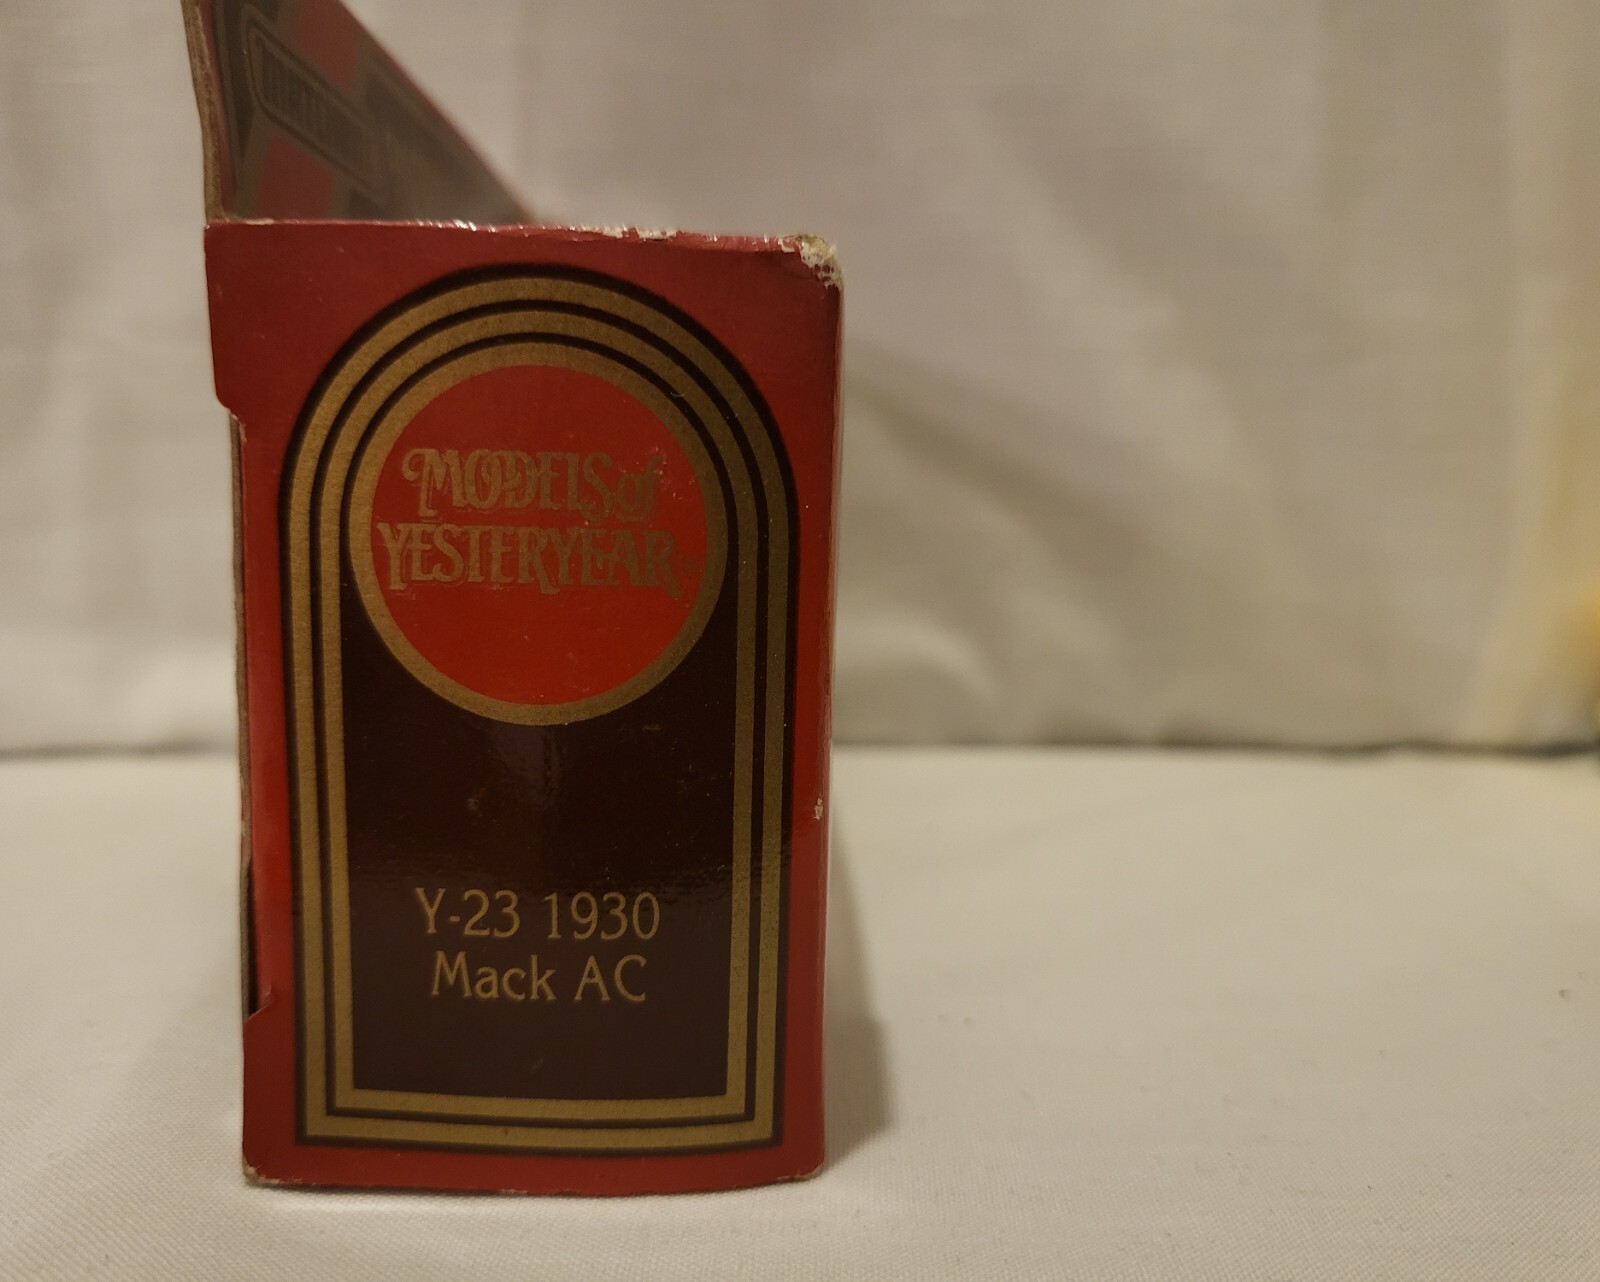 MODELS of
YESTERYEAR
Y-23 1930
Mack AC